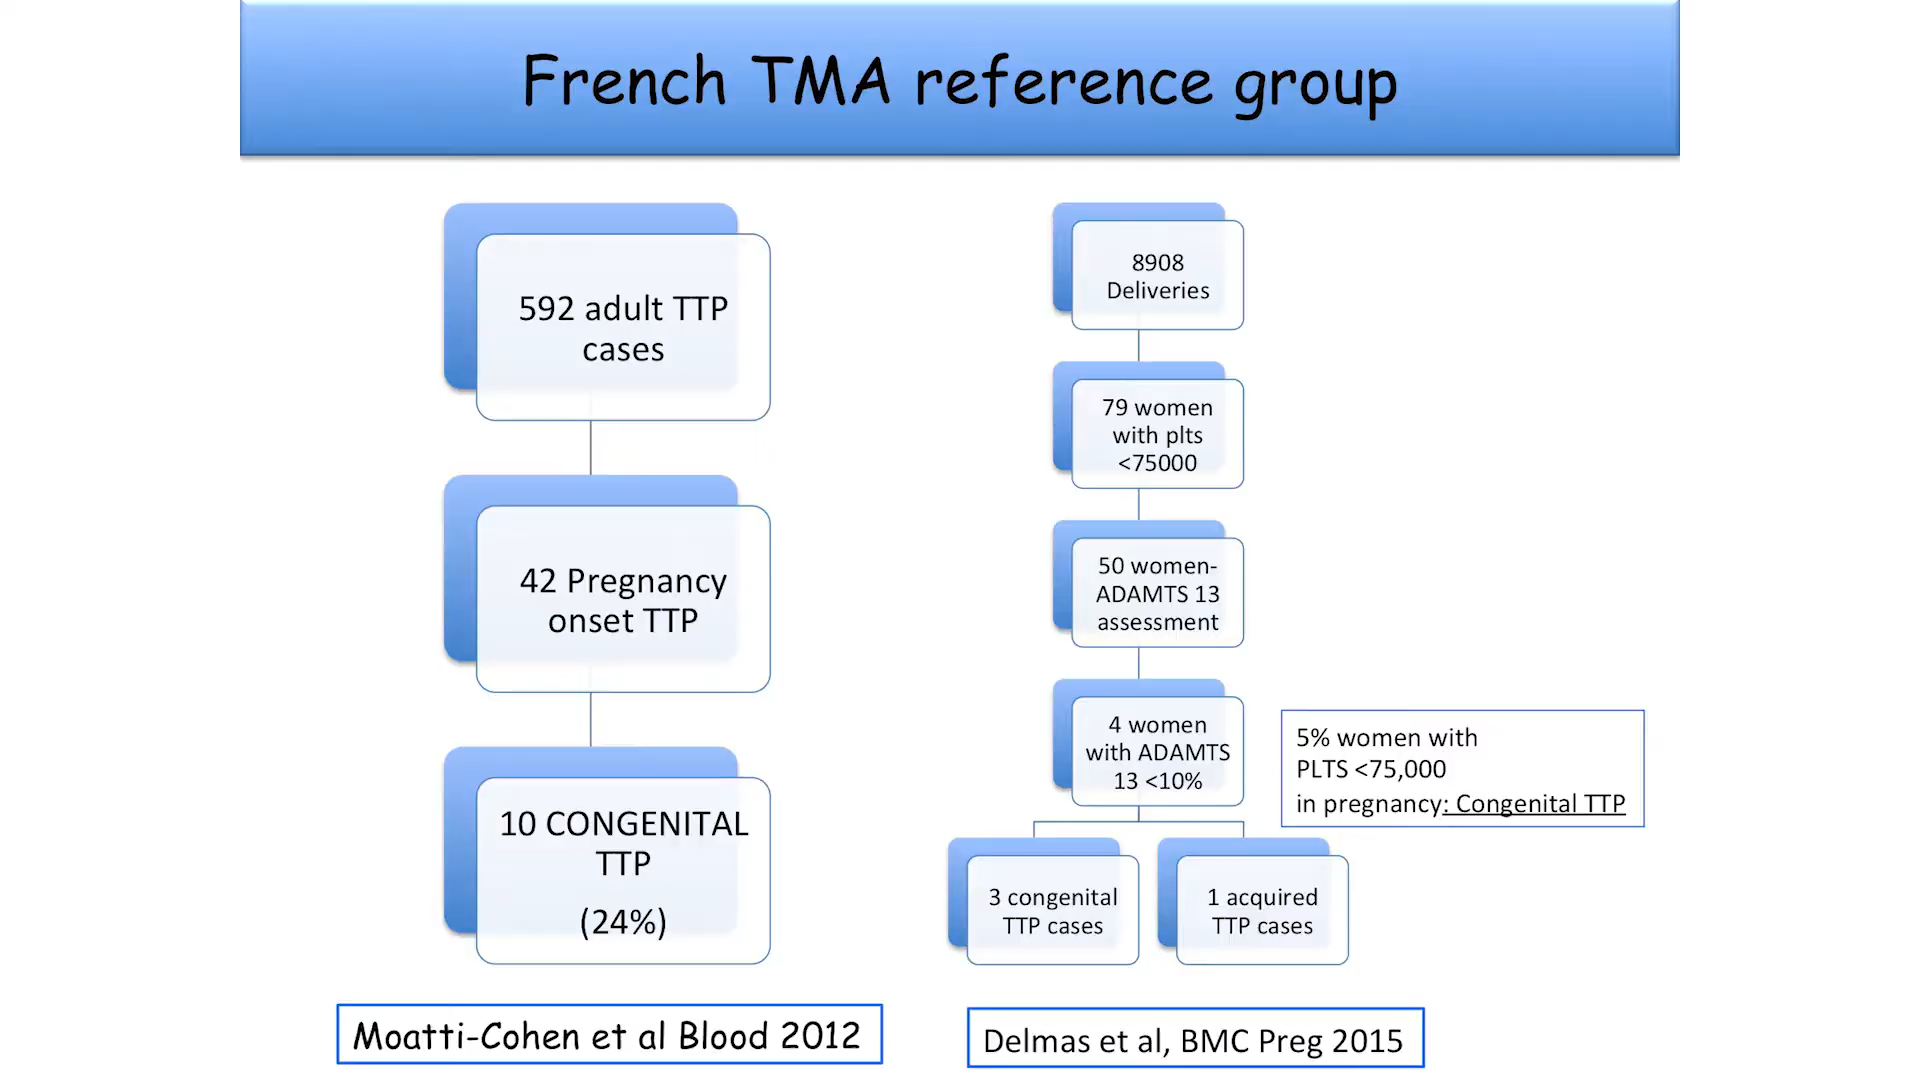 French TMA reference group
592 adult TTP
cases
42 Pregnancy
onset TTP
10 CONGENITAL
TTP
(24%)
Moatti-Cohen et al Blood 2012
8908
Deliveries
79 women
with plts
<75000
50 women-
ADAMTS 13
assessment
4 women
with ADAMTS
13 <10%
3 congenital
TTP cases
1 acquired
TTP cases
5% women with
PLTS <75,000
in pregnancy: Congenital TTP
Delmas et al, BMC Preg 2015